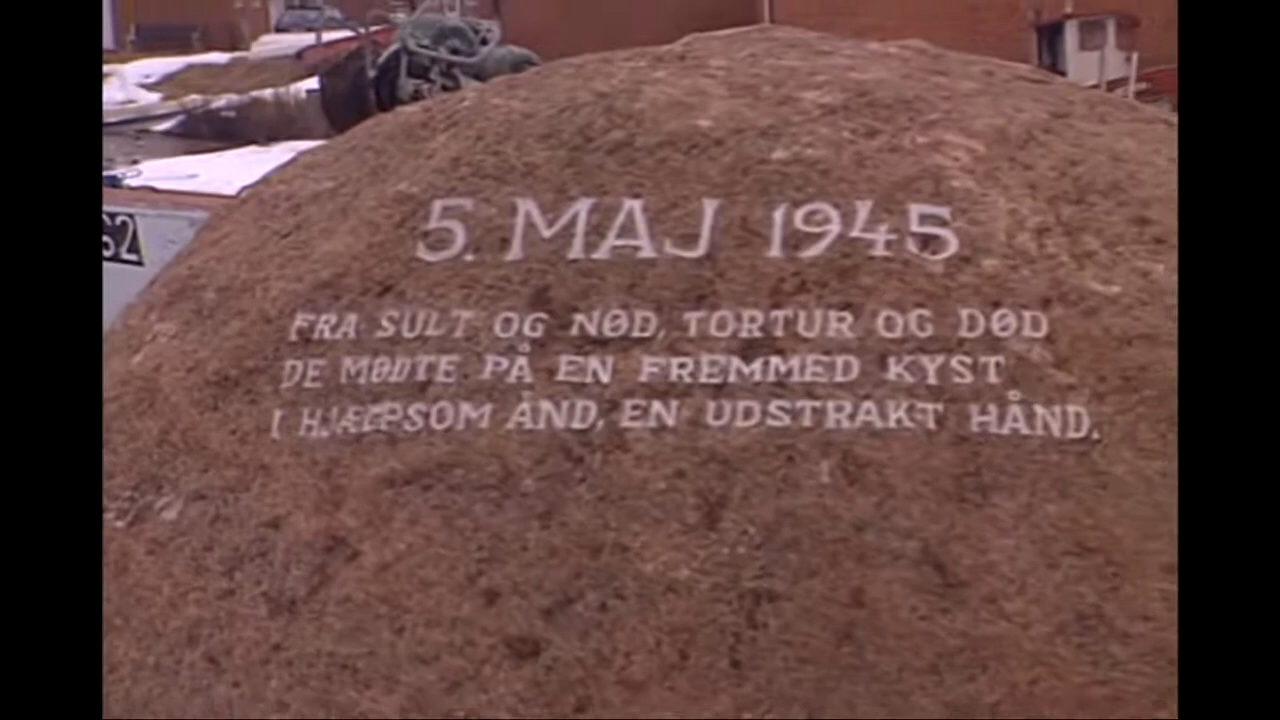 5. MAJ 1945
FRA SULT OG NØD, TORTUR OG DØD
DE MØDTE PÅ EN FREMMED KYST
I HJÆLPSOM ÅND, EN UDSTRAKT HÅND.
62